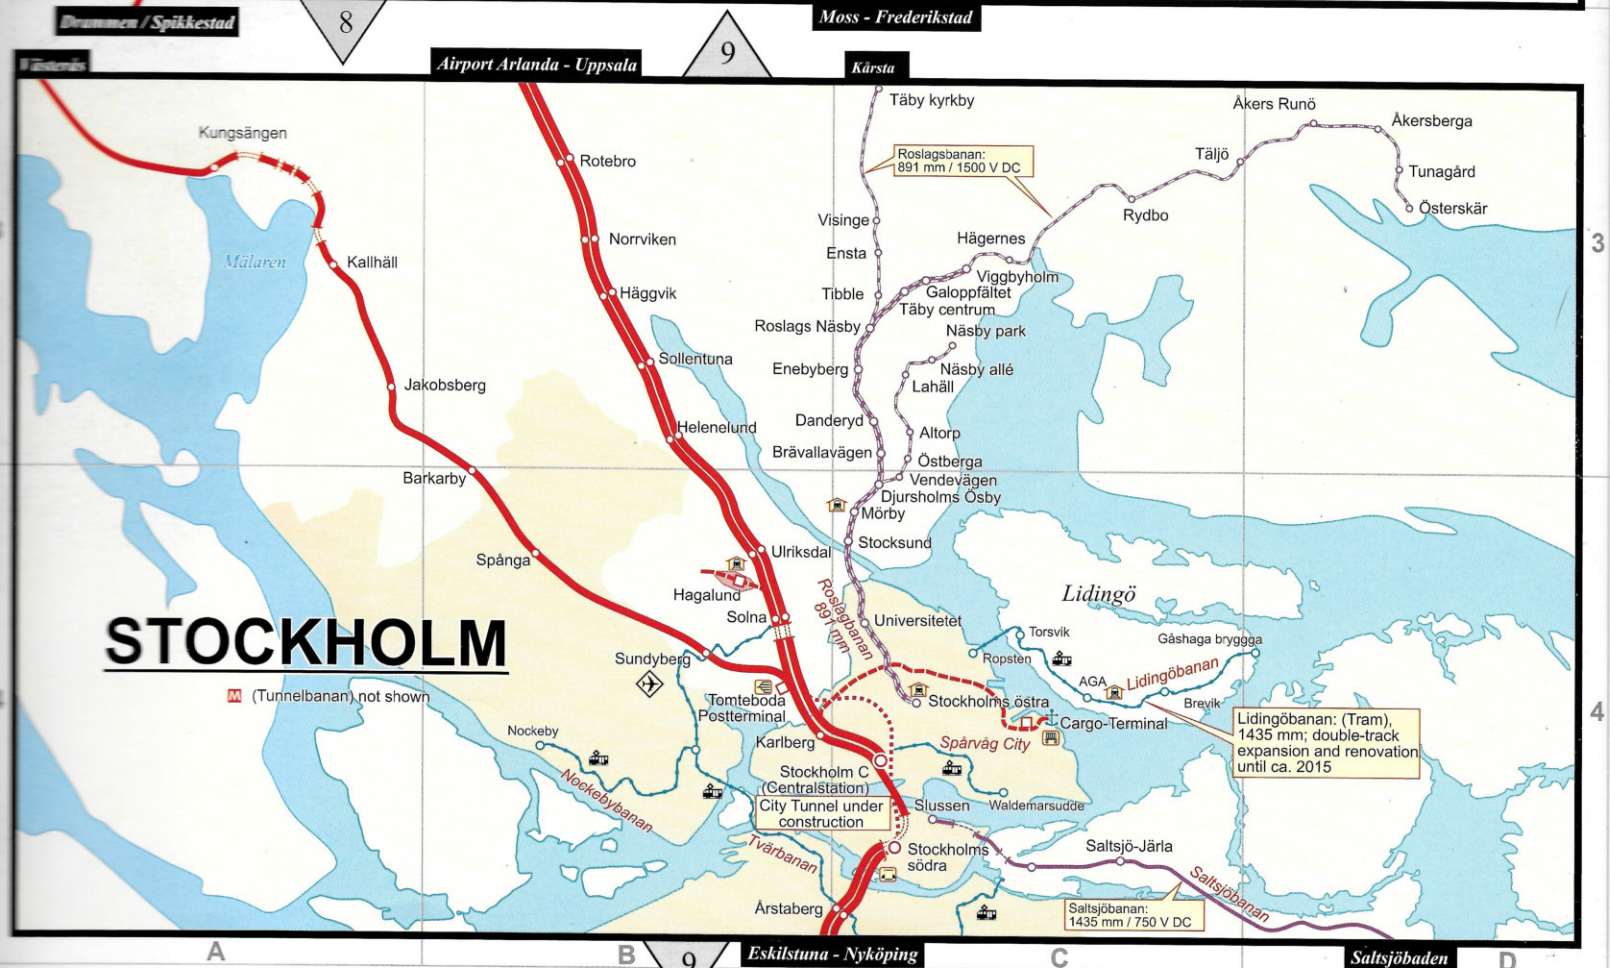 Drammen / Spikkestad
8
Moss - Frederikstad
9
Västerås
Airport Arlanda - Uppsala
Kårsta
Täby kyrkby
Åkers Runö
Åkersberga
Kungsängen
Rotebro
Roslagsbanan:
891 mm / 1500 V DC
Täljö
Tunagård
Österskär
Rydbo
Visinge
Norrviken
Hägernes
3
Ensta
Mälaren
Kallhäll
Viggbyholm
Häggvik
Tibble
Galoppfältet
Täby centrum
Roslags Näsby
Näsby park
Sollentuna
Enebyberg
Näsby allé
Jakobsberg
Lahäll
Danderyd
Helenelund
Altorp
Brävallavägen
Östberga
Barkarby
Vendevägen
Djursholms Ösby
Mörby
Stocksund
Ulriksdal
Spånga
Hagalund
Lidingö
Roslagbanan
891 mm
Solna
Universitetet
STOCKHOLM
Torsvik
Gåshaga bryggga
Sundyberg
Ropsten
Lidingöbanan
M (Tunnelbanan) not shown
AGA
Brevik
Tomteboda
Postterminal
Stockholms östra
Cargo-Terminal
4
Nockeby
Karlberg
Spårvåg City
Lidingöbanan: (Tram),
1435 mm; double-track
expansion and renovation
until ca. 2015
Stockholm C
(Centralstation)
Nockebybanan
City Tunnel under
construction
Slussen
Waldemarsudde
Tvärbanan
Stockholms
södra
Saltsjö-Järla
Saltsjöbanan
Årstaberg
Saltsjöbanan:
1435 mm / 750 V DC
A
B
9
Eskilstuna - Nyköping
C
Saltsjöbaden
D